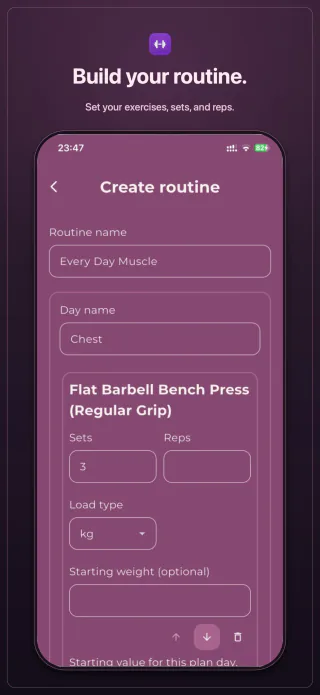 Build your routine.
Set your exercises, sets, and reps.
23:47
82
Create routine
Routine name
Every Day Muscle
Day name
Chest
Flat Barbell Bench Press
(Regular Grip)
Sets
Reps
3
Load type
kg
Starting weight (optional)
Starting value for this plan day.